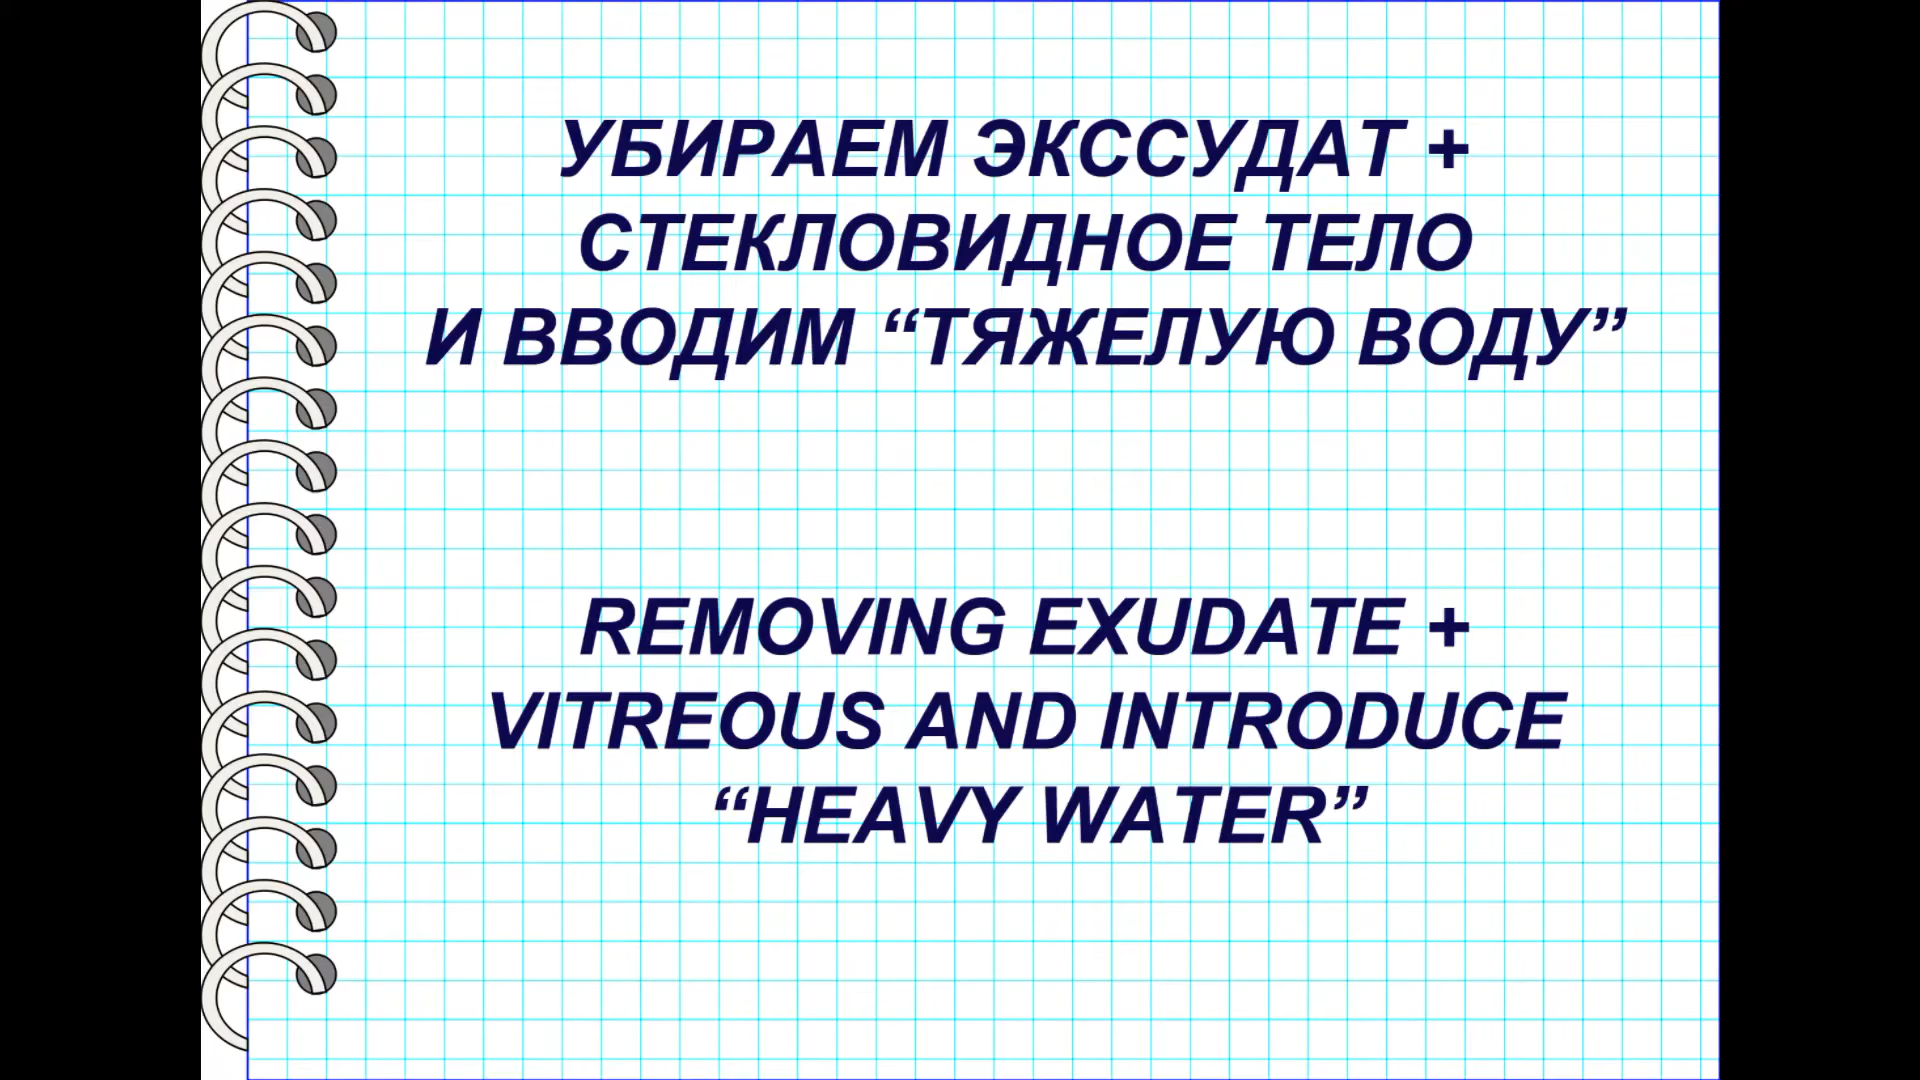 УБИРАЕМ ЭКССУДАТ +
СТЕКЛОВИДНОЕ ТЕЛО
И ВВОДИМ “ТЯЖЕЛУЮ ВОДУ”
REMOVING EXUDATE +
VITREOUS AND INTRODUCE
“HEAVY WATER”